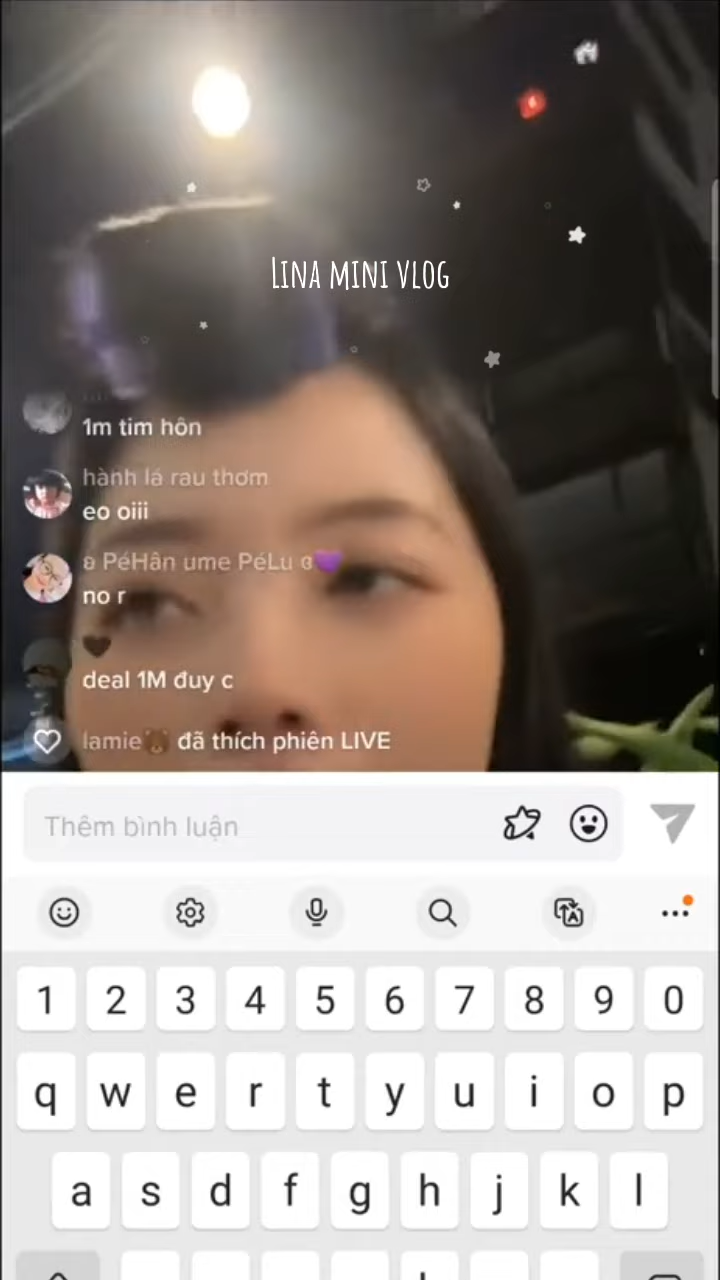 LINA MINI VLOG
1m tim hôn
hành lá rau thơm
eo oiii
ʚ PéHân ume PéLu ɞ💜
no r
🖤
deal 1M đuy c
lamie🐻 đã thích phiên LIVE
Thêm bình luận
1 2 3 4 5 6 7 8 9 0
q w e r t y u i o p
a s d f g h j k l